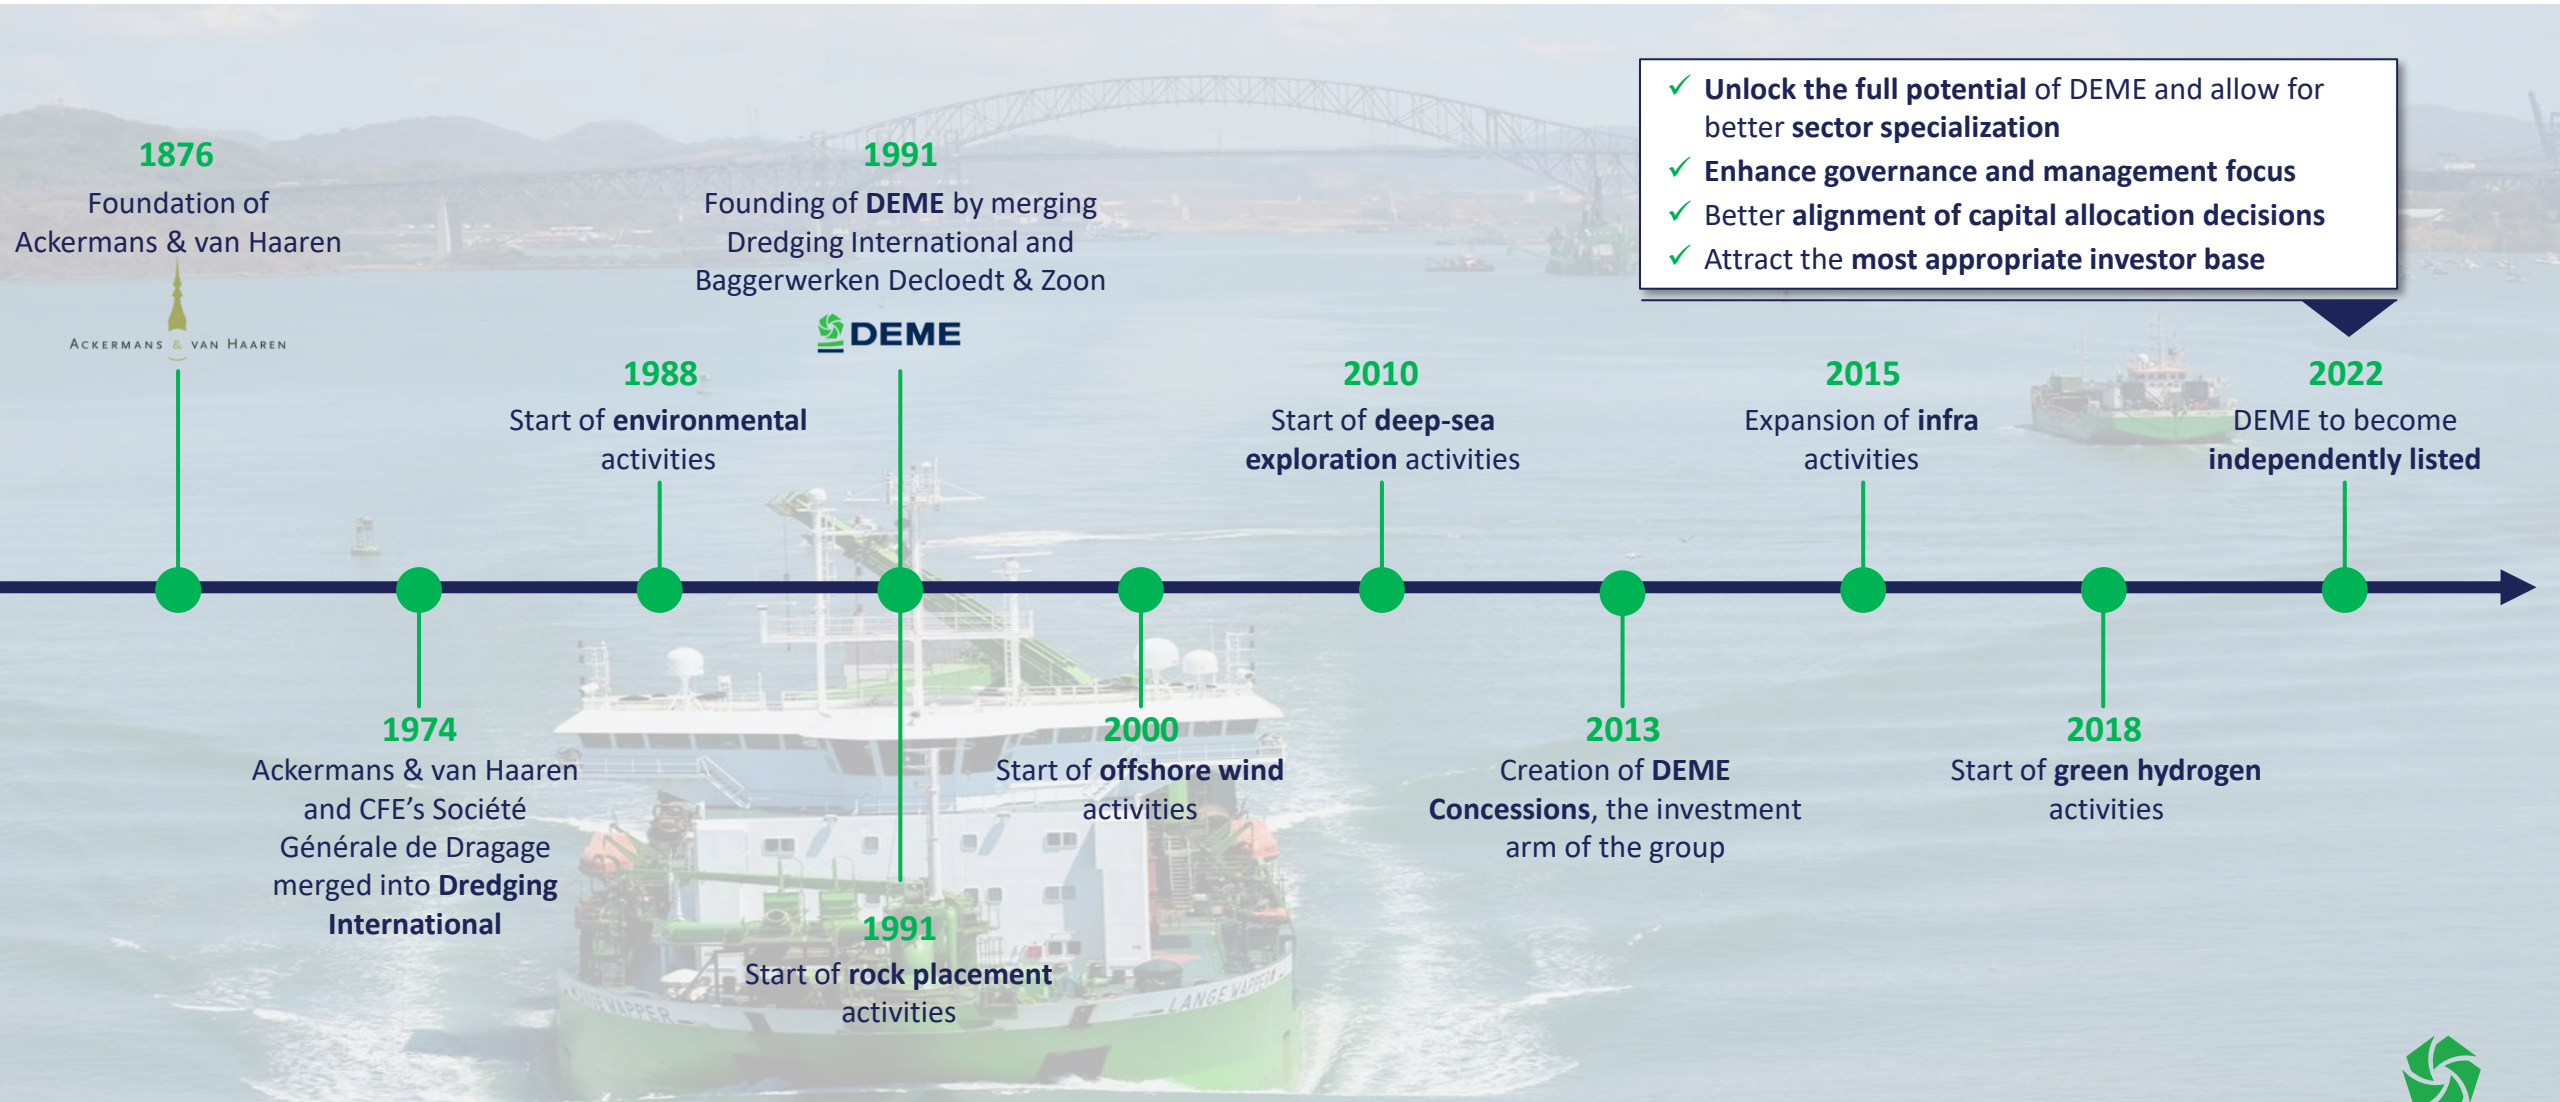 ✓ Unlock the full potential of DEME and allow for
better sector specialization
✓ Enhance governance and management focus
✓ Better alignment of capital allocation decisions
✓ Attract the most appropriate investor base
1876
Foundation of
Ackermans & van Haaren
ACKERMANS & VAN HAAREN
1974
Ackermans & van Haaren
and CFE’s Société
Générale de Dragage
merged into Dredging
International
1988
Start of environmental
activities
1991
Founding of DEME by merging
Dredging International and
Baggerwerken Decloedt & Zoon
DEME
1991
Start of rock placement
activities
2000
Start of offshore wind
activities
2010
Start of deep-sea
exploration activities
2013
Creation of DEME
Concessions, the investment
arm of the group
2015
Expansion of infra
activities
2018
Start of green hydrogen
activities
2022
DEME to become
independently listed
LANGE WAPPER
LANGE WAPPER